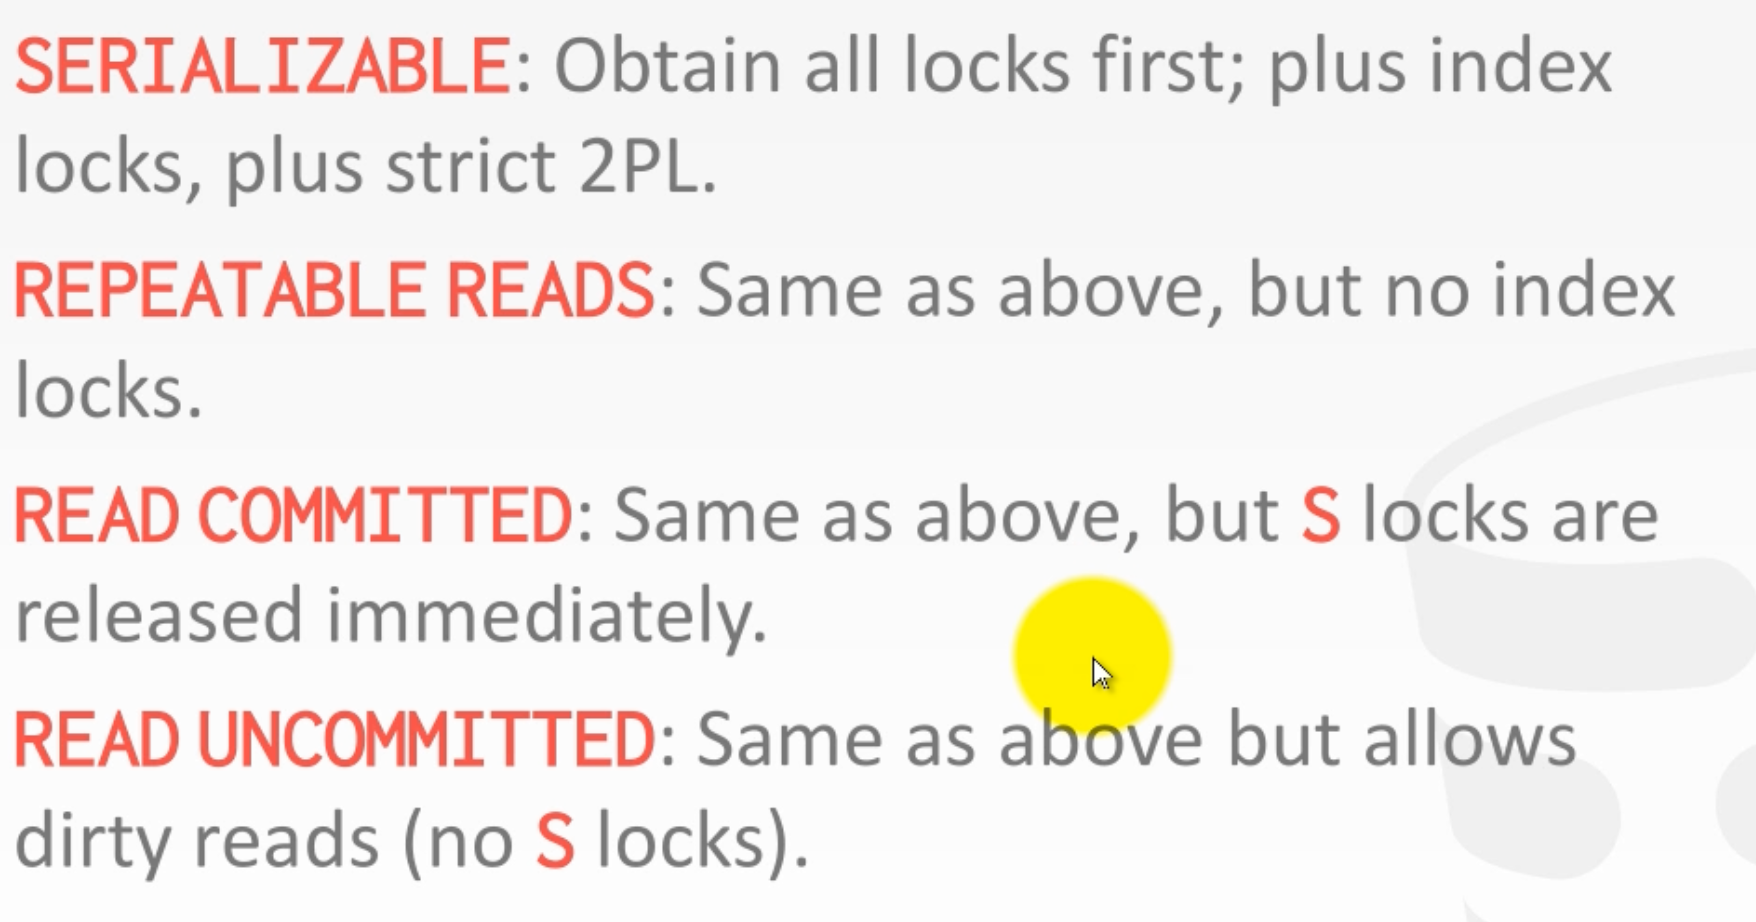 SERIALIZABLE: Obtain all locks first; plus index
locks, plus strict 2PL.
REPEATABLE READS: Same as above, but no index
locks.
READ COMMITTED: Same as above, but S locks are
released immediately.
READ UNCOMMITTED: Same as above but allows
dirty reads (no S locks).